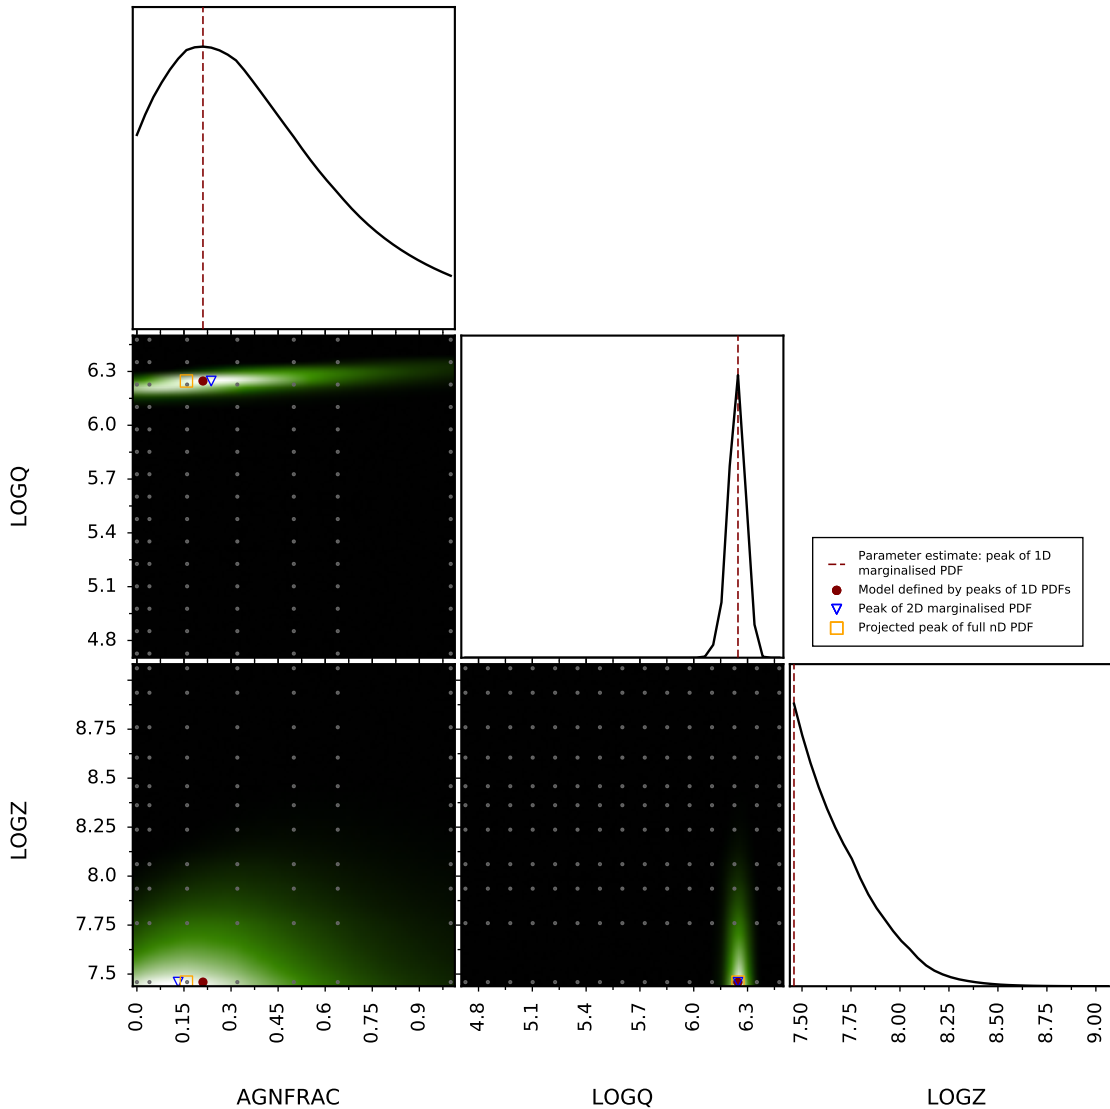 6.3
6.0
5.7
5.4
5.1
4.8
LOGQ
Parameter estimate: peak of 1D
marginalised PDF
Model defined by peaks of 1D PDFs
Peak of 2D marginalised PDF
Projected peak of full nD PDF
8.75
8.5
8.25
8.0
7.75
7.5
LOGZ
0.0 0.15 0.3 0.45 0.6 0.75 0.9
4.8 5.1 5.4 5.7 6.0 6.3
7.50 7.75 8.00 8.25 8.50 8.75 9.00
AGNFRAC LOGQ LOGZ